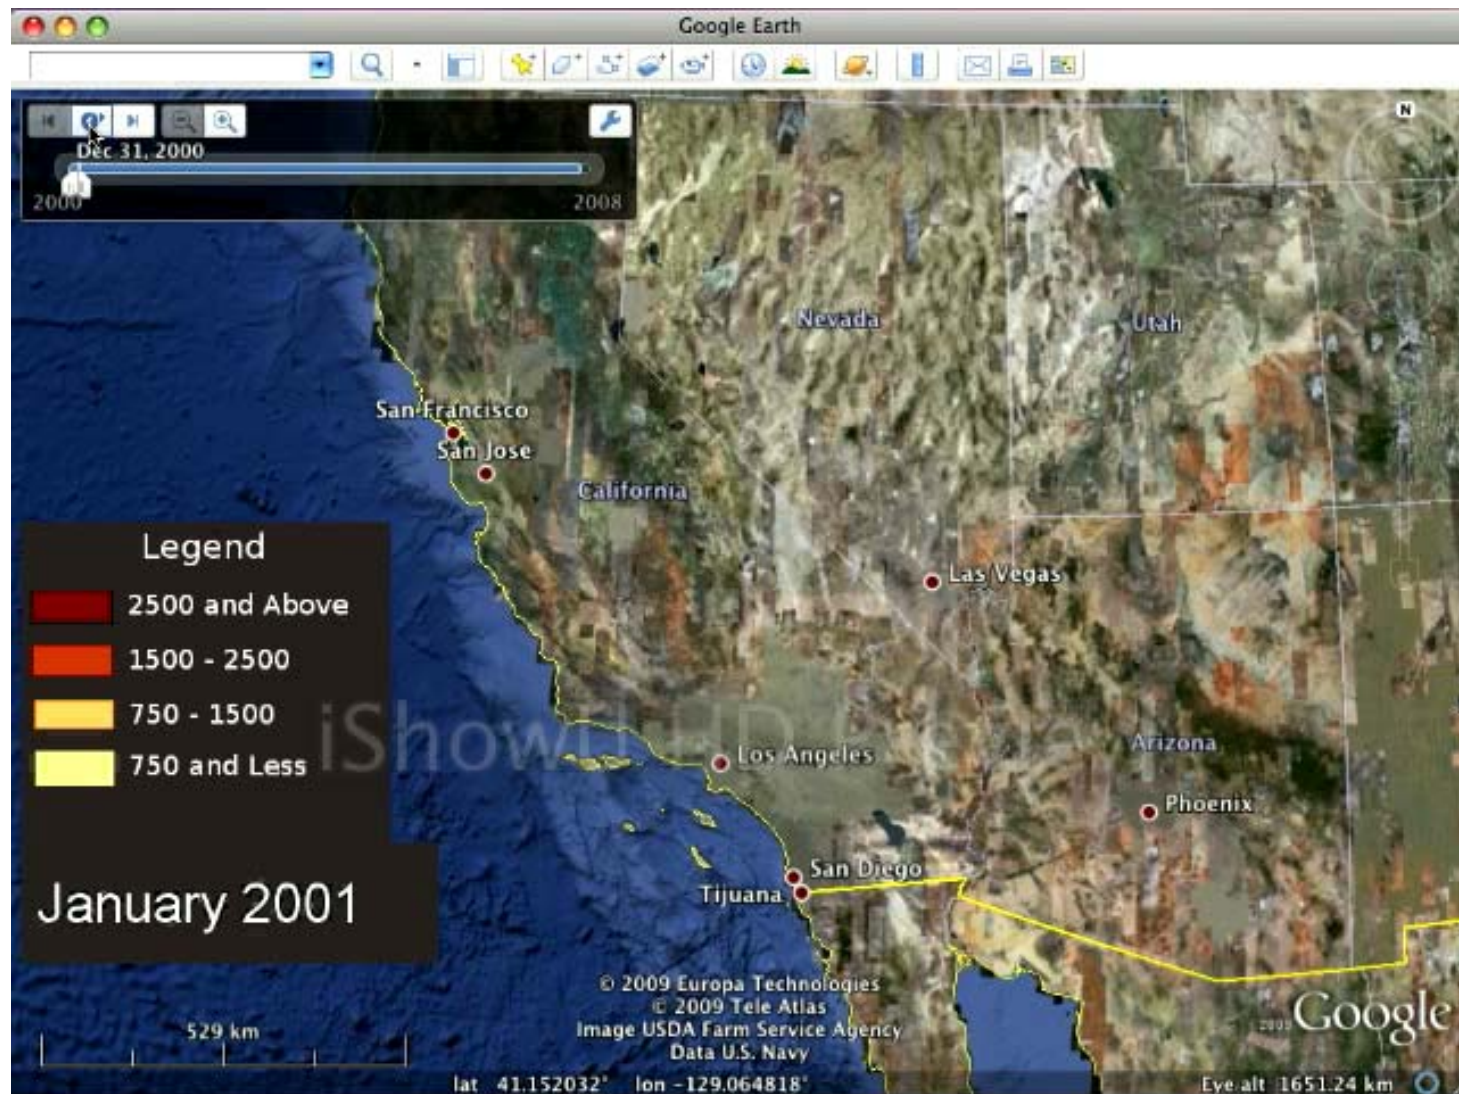 Google Earth
N
Dec 31, 2000
2000
2008
Nevada
Utah
San Francisco
San Jose
California
Las Vegas
Legend
2500 and Above
1500 - 2500
750 - 1500
750 and Less
iShowU HD
Los Angeles
Arizona
Phoenix
San Diego
Tijuana
January 2001
© 2009 Europa Technologies
© 2009 Tele Atlas
Image USDA Farm Service Agency
Data U.S. Navy
2009 Google
529 km
lat 41.152032° lon -129.064818°
Eye alt 1651.24 km